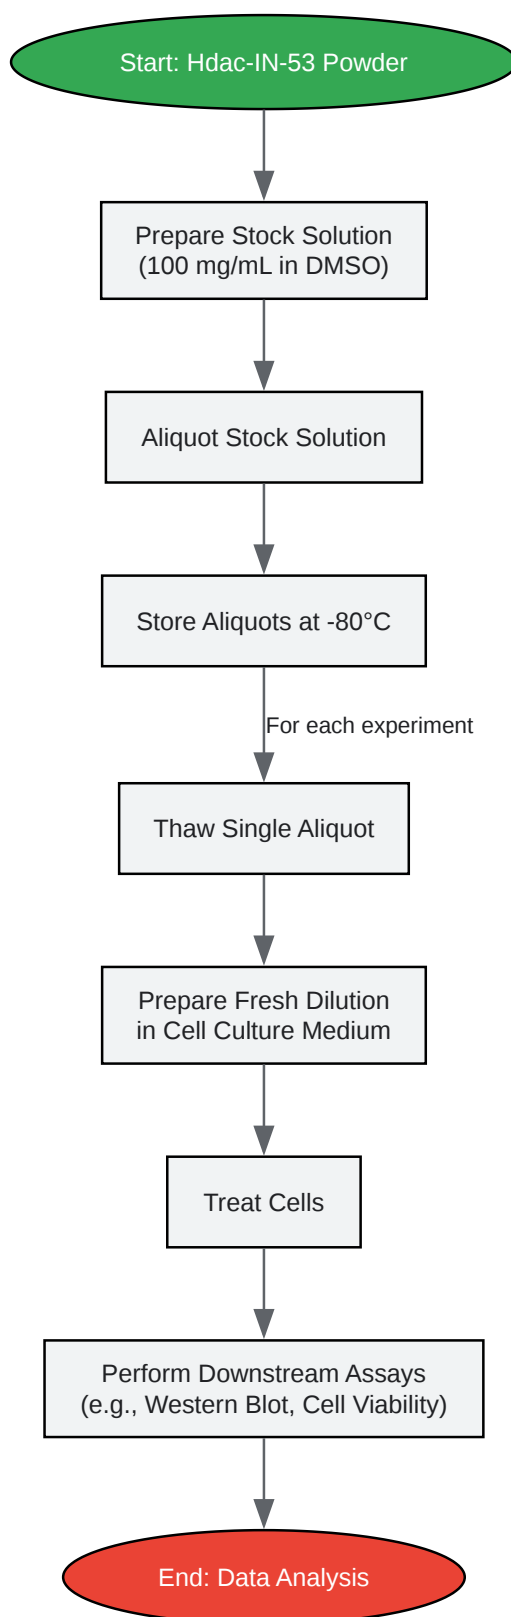 Start: Hdac-IN-53 Powder
Prepare Stock Solution
(100 mg/mL in DMSO)
Aliquot Stock Solution
Store Aliquots at -80°C
For each experiment
Thaw Single Aliquot
Prepare Fresh Dilution
in Cell Culture Medium
Treat Cells
Perform Downstream Assays
(e.g., Western Blot, Cell Viability)
End: Data Analysis